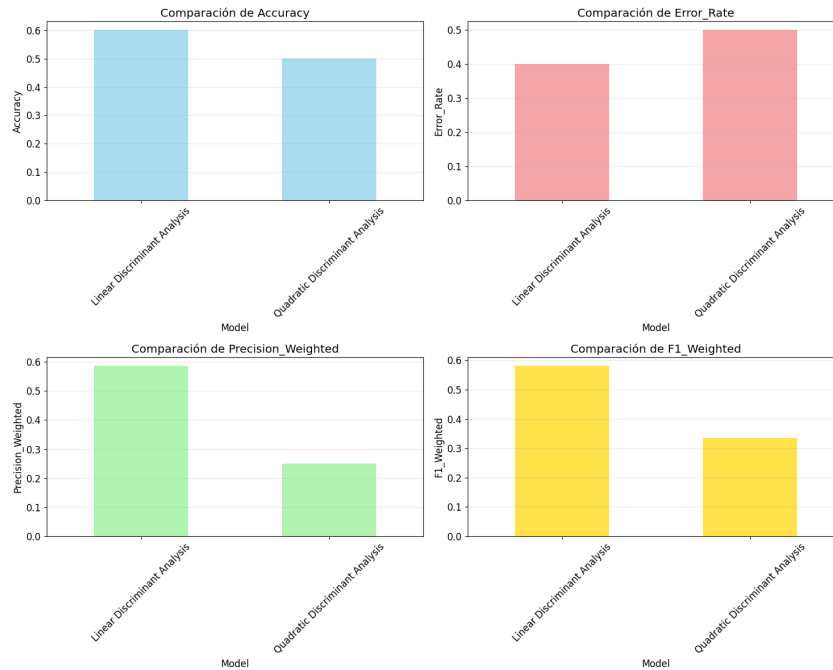 Comparación de Accuracy
Accuracy
0.6
0.5
0.4
0.3
0.2
0.1
0.0
Linear Discriminant Analysis
Quadratic Discriminant Analysis
Model
Comparación de Error_Rate
Error_Rate
0.5
0.4
0.3
0.2
0.1
0.0
Linear Discriminant Analysis
Quadratic Discriminant Analysis
Model
Comparación de Precision_Weighted
Precision_Weighted
0.6
0.5
0.4
0.3
0.2
0.1
0.0
Linear Discriminant Analysis
Quadratic Discriminant Analysis
Model
Comparación de F1_Weighted
F1_Weighted
0.6
0.5
0.4
0.3
0.2
0.1
0.0
Linear Discriminant Analysis
Quadratic Discriminant Analysis
Model